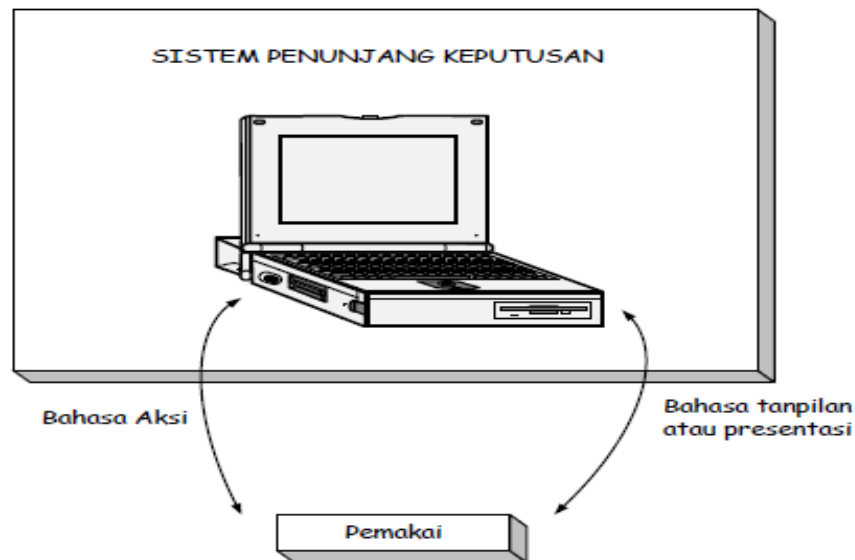 SISTEM PENUNJANG KEPUTUSAN
Bahasa Aksi
Bahasa tanpilan
atau presentasi
Pemakai